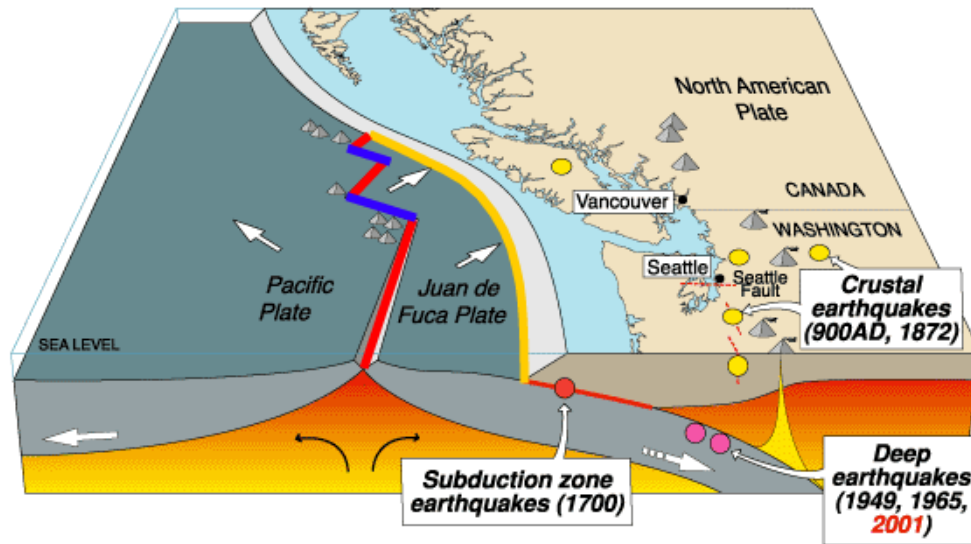 North American
Plate
CANADA
Vancouver
WASHINGTON
Seattle
Seattle
Fault
Pacific
Plate
Juan de
Fuca Plate
Crustal
earthquakes
(900AD, 1872)
SEA LEVEL
Subduction zone
earthquakes (1700)
Deep
earthquakes
(1949, 1965,
2001)